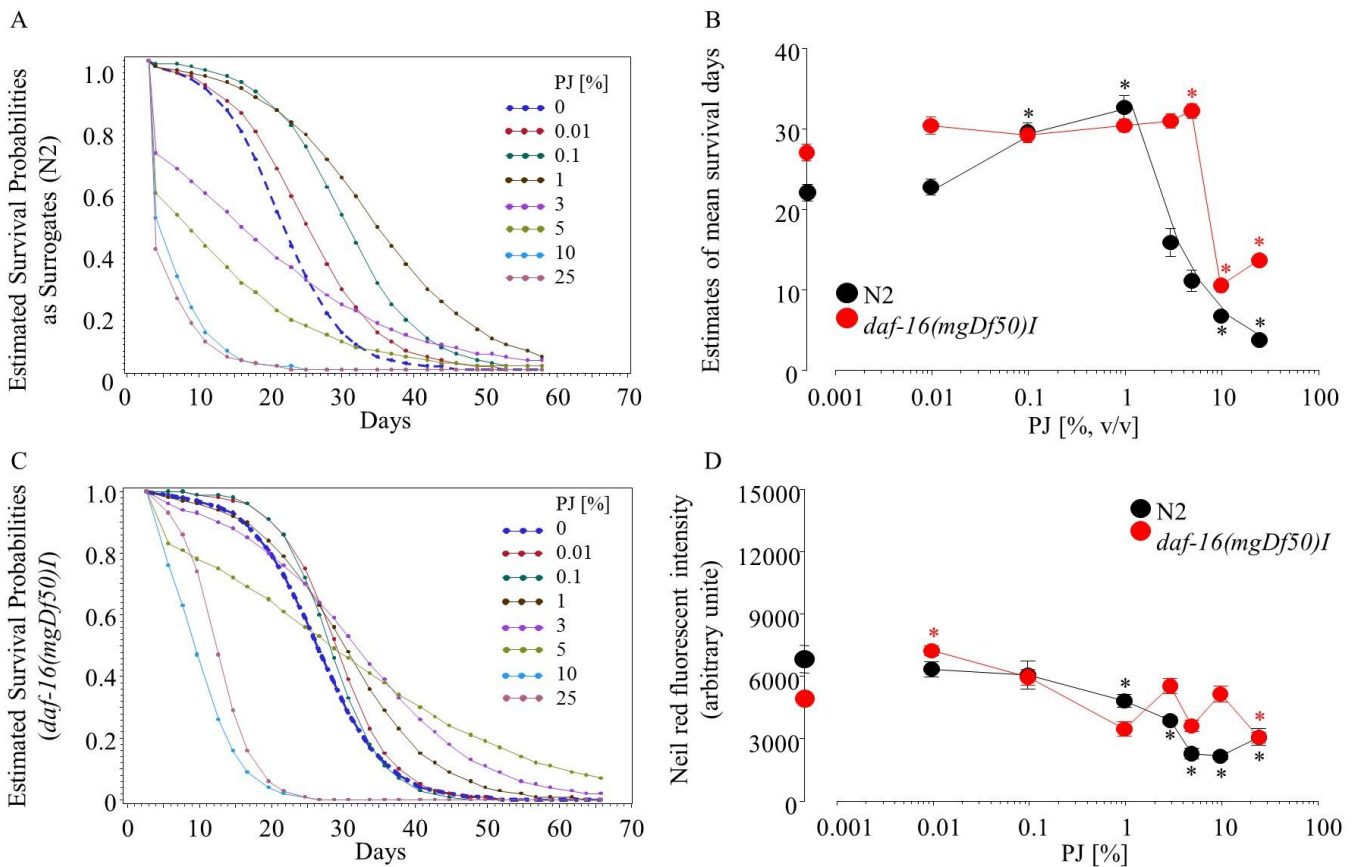 A
Estimated Survival Probabilities
as Surrogates (N2)
1.0
0.8
0.6
0.4
0.2
0
0 10 20 30 40 50 60 70
Days
PJ [%]
0
0.01
0.1
1
3
5
10
25
B
Estimates of mean survival days
40
30
20
10
0
* * * * * * *
N2
daf-16(mgDf50)I
0.001 0.01 0.1 1 10 100
PJ [%, v/v]
C
Estimated Survival Probabilities
(daf-16(mgDf50)I)
1.0
0.8
0.6
0.4
0.2
0
0 10 20 30 40 50 60 70
Days
PJ [%]
0
0.01
0.1
1
3
5
10
25
D
Neil red fluorescent intensity
(arbitrary unite)
15000
12000
9000
6000
3000
0
N2
daf-16(mgDf50)I
* * * * * * *
0.001 0.01 0.1 1 10 100
PJ [%]